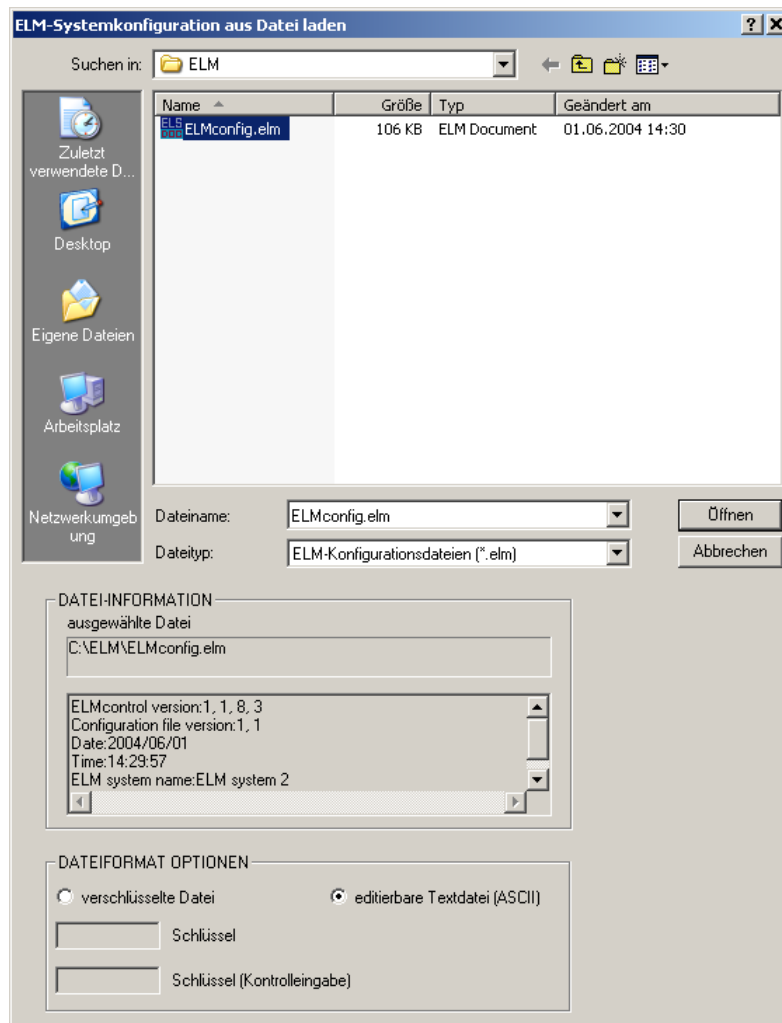 ELM-Systemkonfiguration aus Datei laden
Suchen in: ELM
Name Größe Typ Geändert am
ELMconfig.elm 106 KB ELM Document 01.06.2004 14:30
Zuletzt
verwendete D...
Desktop
Eigene Dateien
Arbeitsplatz
Netzwerkumgeb
ung
Dateiname: ELMconfig.elm Öffnen
Dateityp: ELM-Konfigurationsdateien (*.elm) Abbrechen
DATEI-INFORMATION
ausgewählte Datei
C:\ELM\ELMconfig.elm
ELMcontrol version:1, 1, 8, 3
Configuration file version:1, 1
Date:2004/06/01
Time:14:29:57
ELM system name:ELM system 2
DATEIFORMAT OPTIONEN
verschlüsselte Datei editierbare Textdatei (ASCII)
Schlüssel
Schlüssel (Kontrolleingabe)